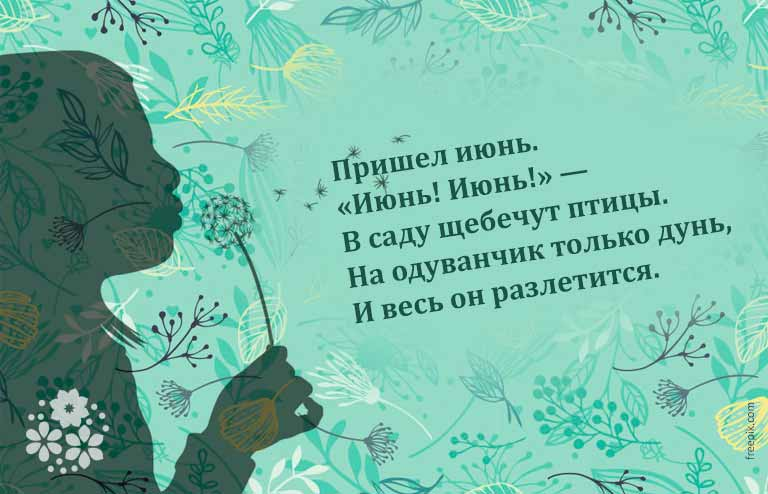 Пришел июнь.
«Июнь! Июнь!» —
В саду щебечут птицы.
На одуванчик только дунь,
И весь он разлетится.
freepik.com